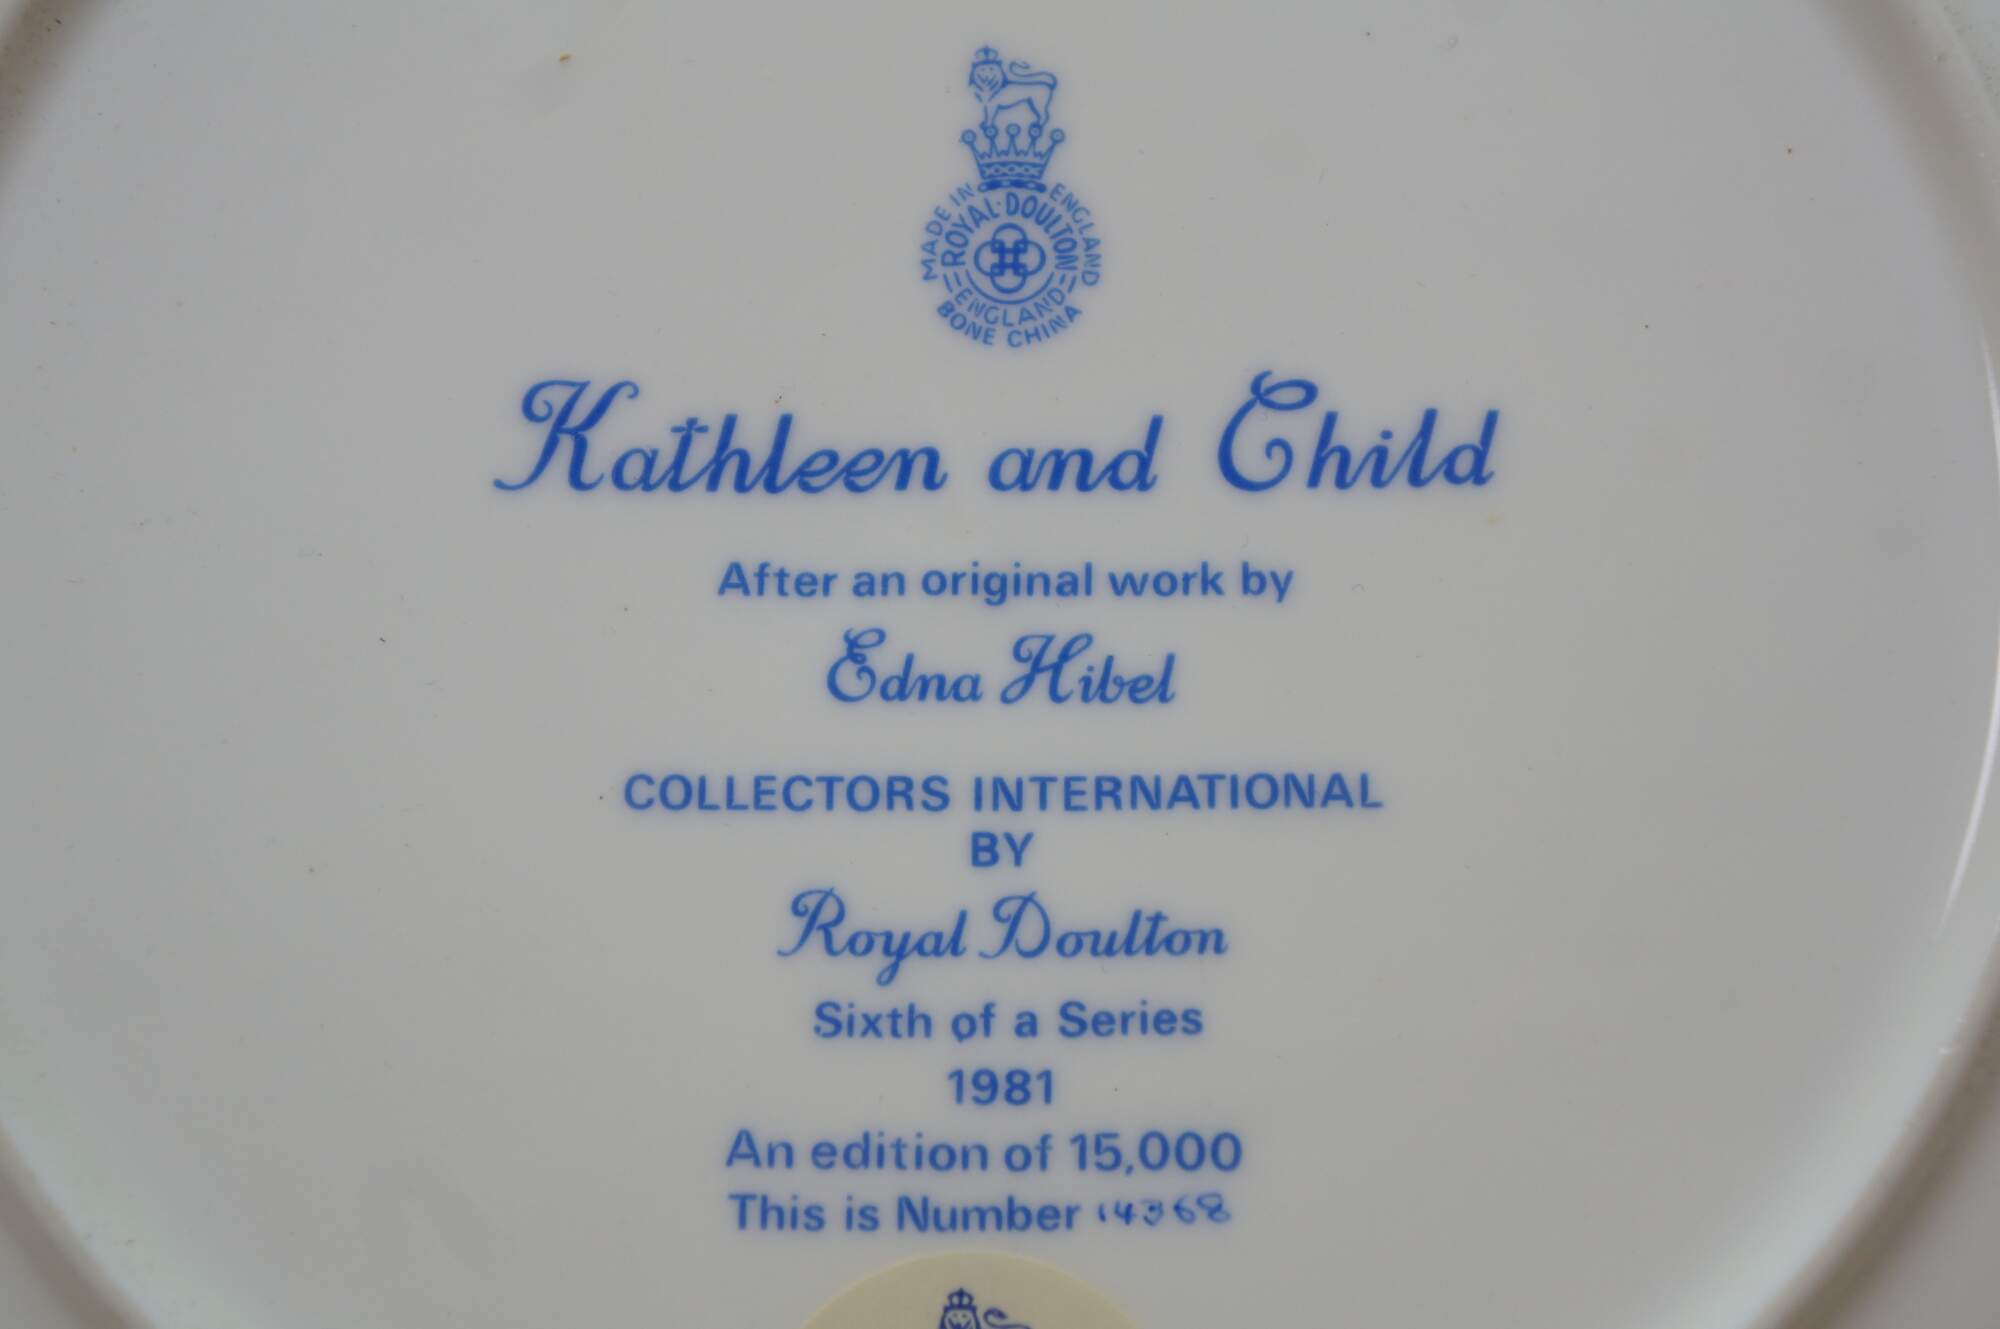 MADE IN ENGLAND
ROYAL·DOULTON
ENGLAND
BONE CHINA
Kathleen and Child
After an original work by
Edna Hibel
COLLECTORS INTERNATIONAL
BY
Royal Doulton
Sixth of a Series
1981
An edition of 15,000
This is Number 14368